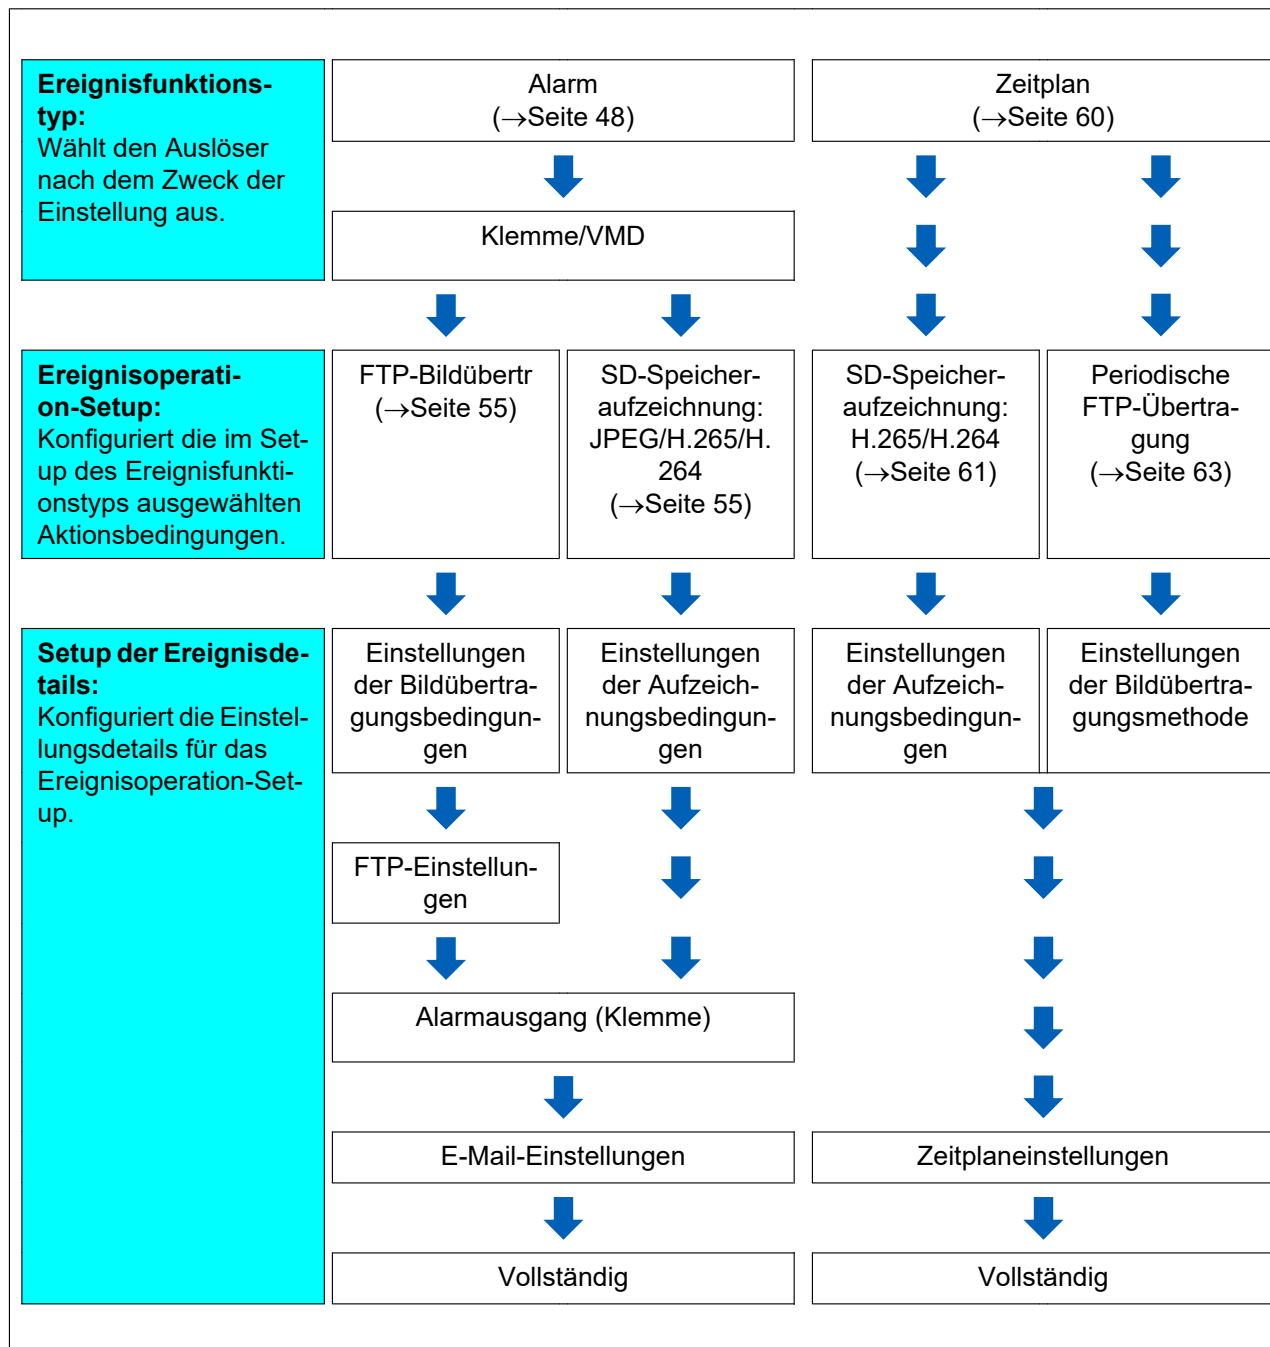 Ereignisfunktions-
typ:
Wählt den Auslöser
nach dem Zweck der
Einstellung aus.
Alarm
(→Seite 48)
Zeitplan
(→Seite 60)
Klemme/VMD
Ereignisoperati-
on-Setup:
Konfiguriert die im Set-
up des Ereignisfunkti-
onstyps ausgewählten
Aktionsbedingungen.
FTP-Bildübertr
(→Seite 55)
SD-Speicher-
aufzeichnung:
JPEG/H.265/H.
264
(→Seite 55)
SD-Speicher-
aufzeichnung:
H.265/H.264
(→Seite 61)
Periodische
FTP-Übertra-
gung
(→Seite 63)
Setup der Ereignisde-
tails:
Konfiguriert die Einstel-
lungsdetails für das
Ereignisoperation-Set-
up.
Einstellungen
der Bildübertra-
gungsbedingun-
gen
Einstellungen
der Aufzeich-
nungsbedingun-
gen
Einstellungen
der Aufzeich-
nungsbedingun-
gen
Einstellungen
der Bildübertra-
gungsmethode
FTP-Einstellun-
gen
Alarmausgang (Klemme)
E-Mail-Einstellungen
Zeitplaneinstellungen
Vollständig
Vollständig